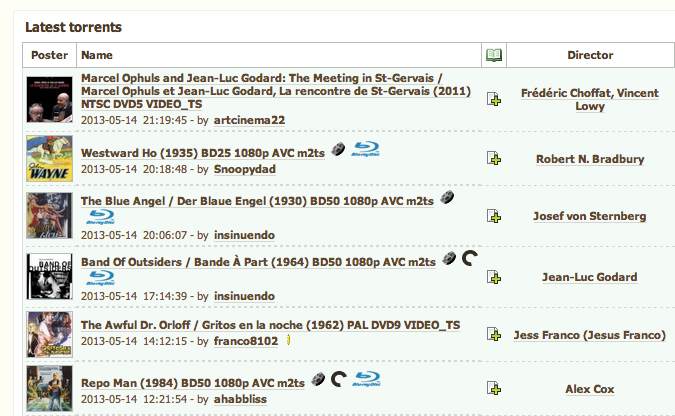 Latest torrents
Poster Name Director
Marcel Ophuls and Jean-Luc Godard: The Meeting in St-Gervais /
Marcel Ophuls et Jean-Luc Godard, La rencontre de St-Gervais (2011)
NTSC DVD5 VIDEO_TS
2013-05-14 21:19:45 - by artcinema22
Frédéric Choffat, Vincent
Lowy
WAYNE
Westward Ho (1935) BD25 1080p AVC m2ts Blu-ray Disc
2013-05-14 20:18:48 - by Snoopydad
Robert N. Bradbury
The Blue Angel / Der Blaue Engel (1930) BD50 1080p AVC m2ts
Blu-ray Disc
2013-05-14 20:06:07 - by insinuendo
Josef von Sternberg
BAND OF
Band Of Outsiders / Bande À Part (1964) BD50 1080p AVC m2ts
Blu-ray Disc
2013-05-14 17:14:39 - by insinuendo
Jean-Luc Godard
The Awful Dr. Orloff / Gritos en la noche (1962) PAL DVD9 VIDEO_TS
2013-05-14 14:12:15 - by franco8102
Jess Franco (Jesus Franco)
Repo Man (1984) BD50 1080p AVC m2ts Blu-ray Disc
2013-05-14 12:21:54 - by ahabbliss
Alex Cox